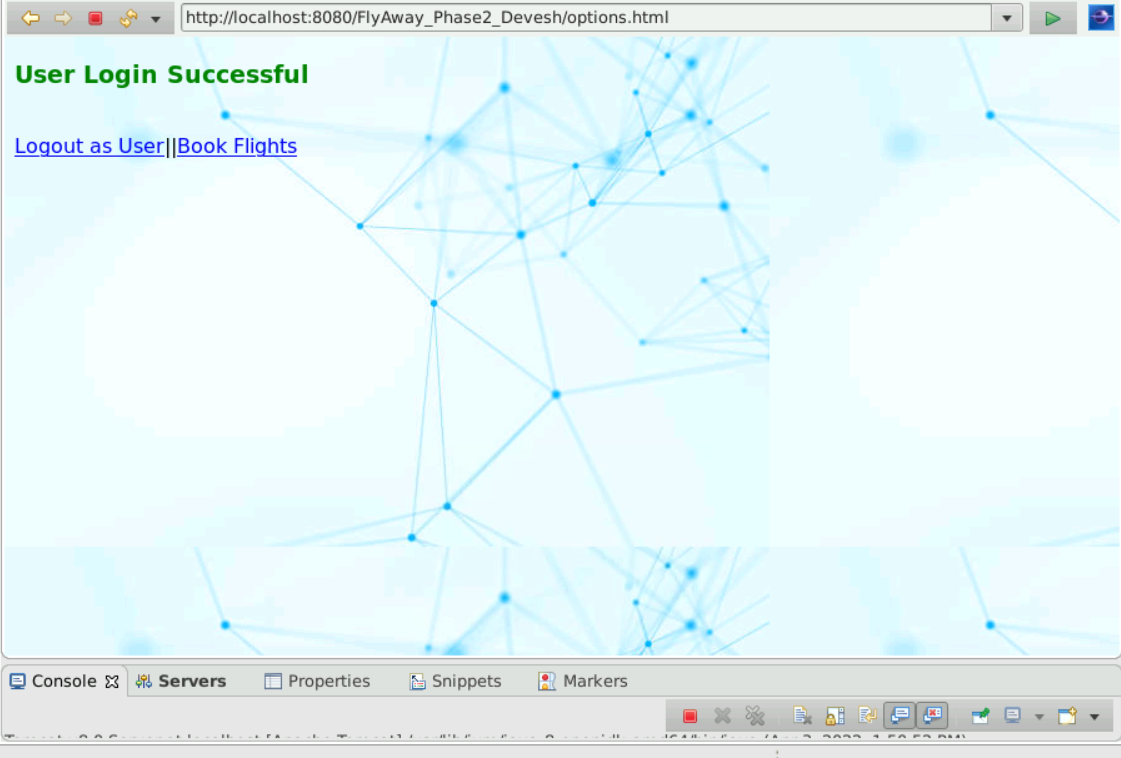 http://localhost:8080/FlyAway_Phase2_Devesh/options.html
User Login Successful
Logout as User||Book Flights
Console Servers Properties Snippets Markers